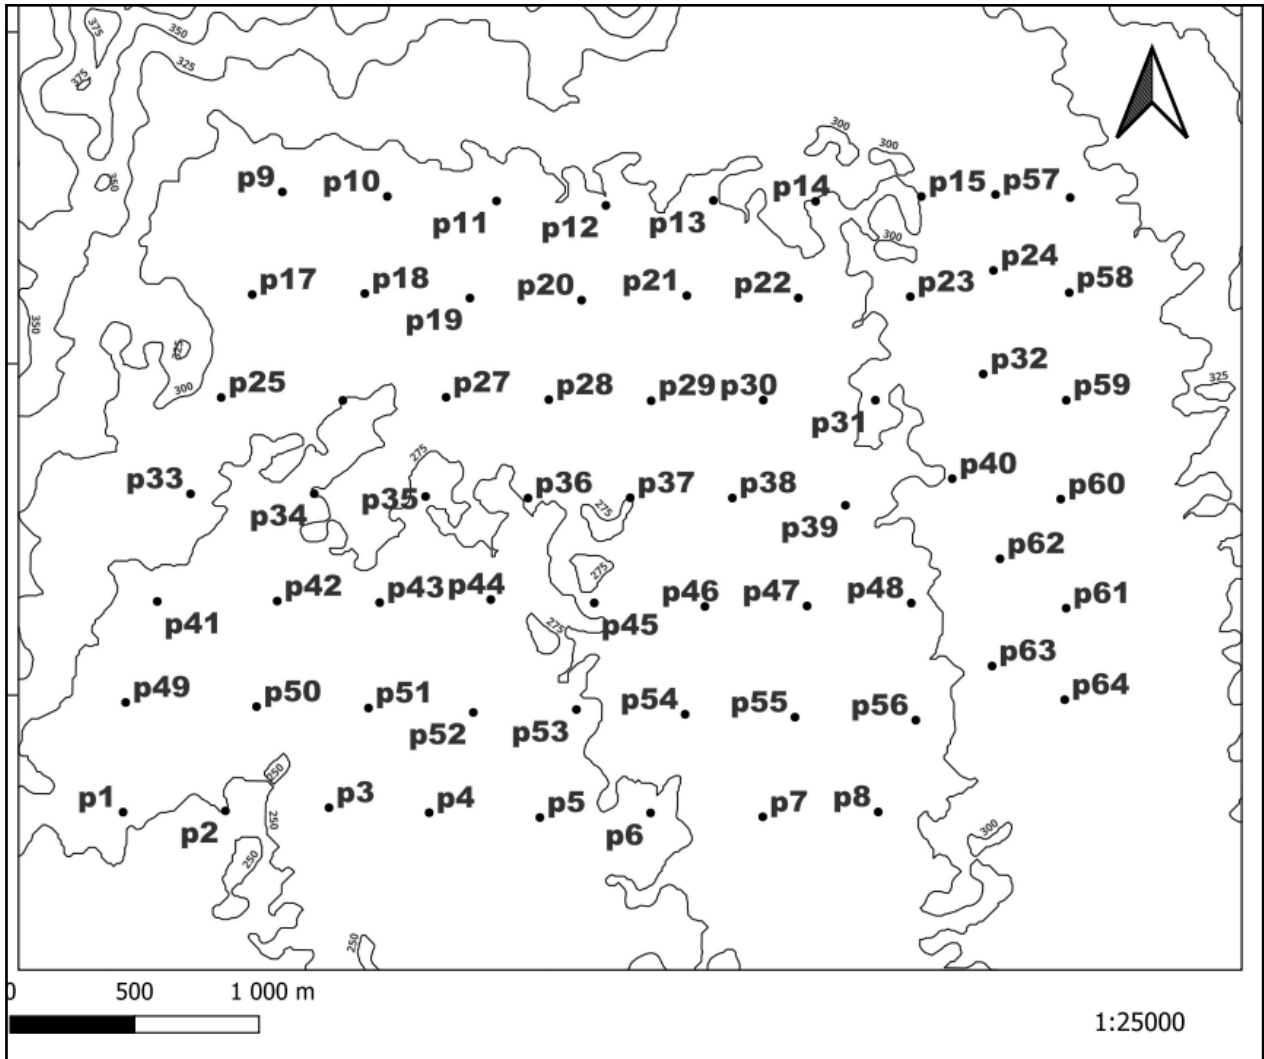 375
350
325
375
300
300
350
p9
p10
p14
p15
p57
p11
p12
p13
300
p24
p17
p18
p20
p21
p22
p23
p58
p19
350
325
p32
325
300
p25
p27
p28
p29
p30
p59
p31
275
p40
p33
p35
p36
p37
p38
p60
p34
275
p39
p62
275
p42
p43
p44
p46
p47
p48
p61
p41
275
p45
p63
p49
p50
p51
p54
p55
p56
p64
p52
p53
250
p1
p3
p4
p5
p7
p8
250
p2
p6
300
250
250
0 500 1 000 m
1:25000